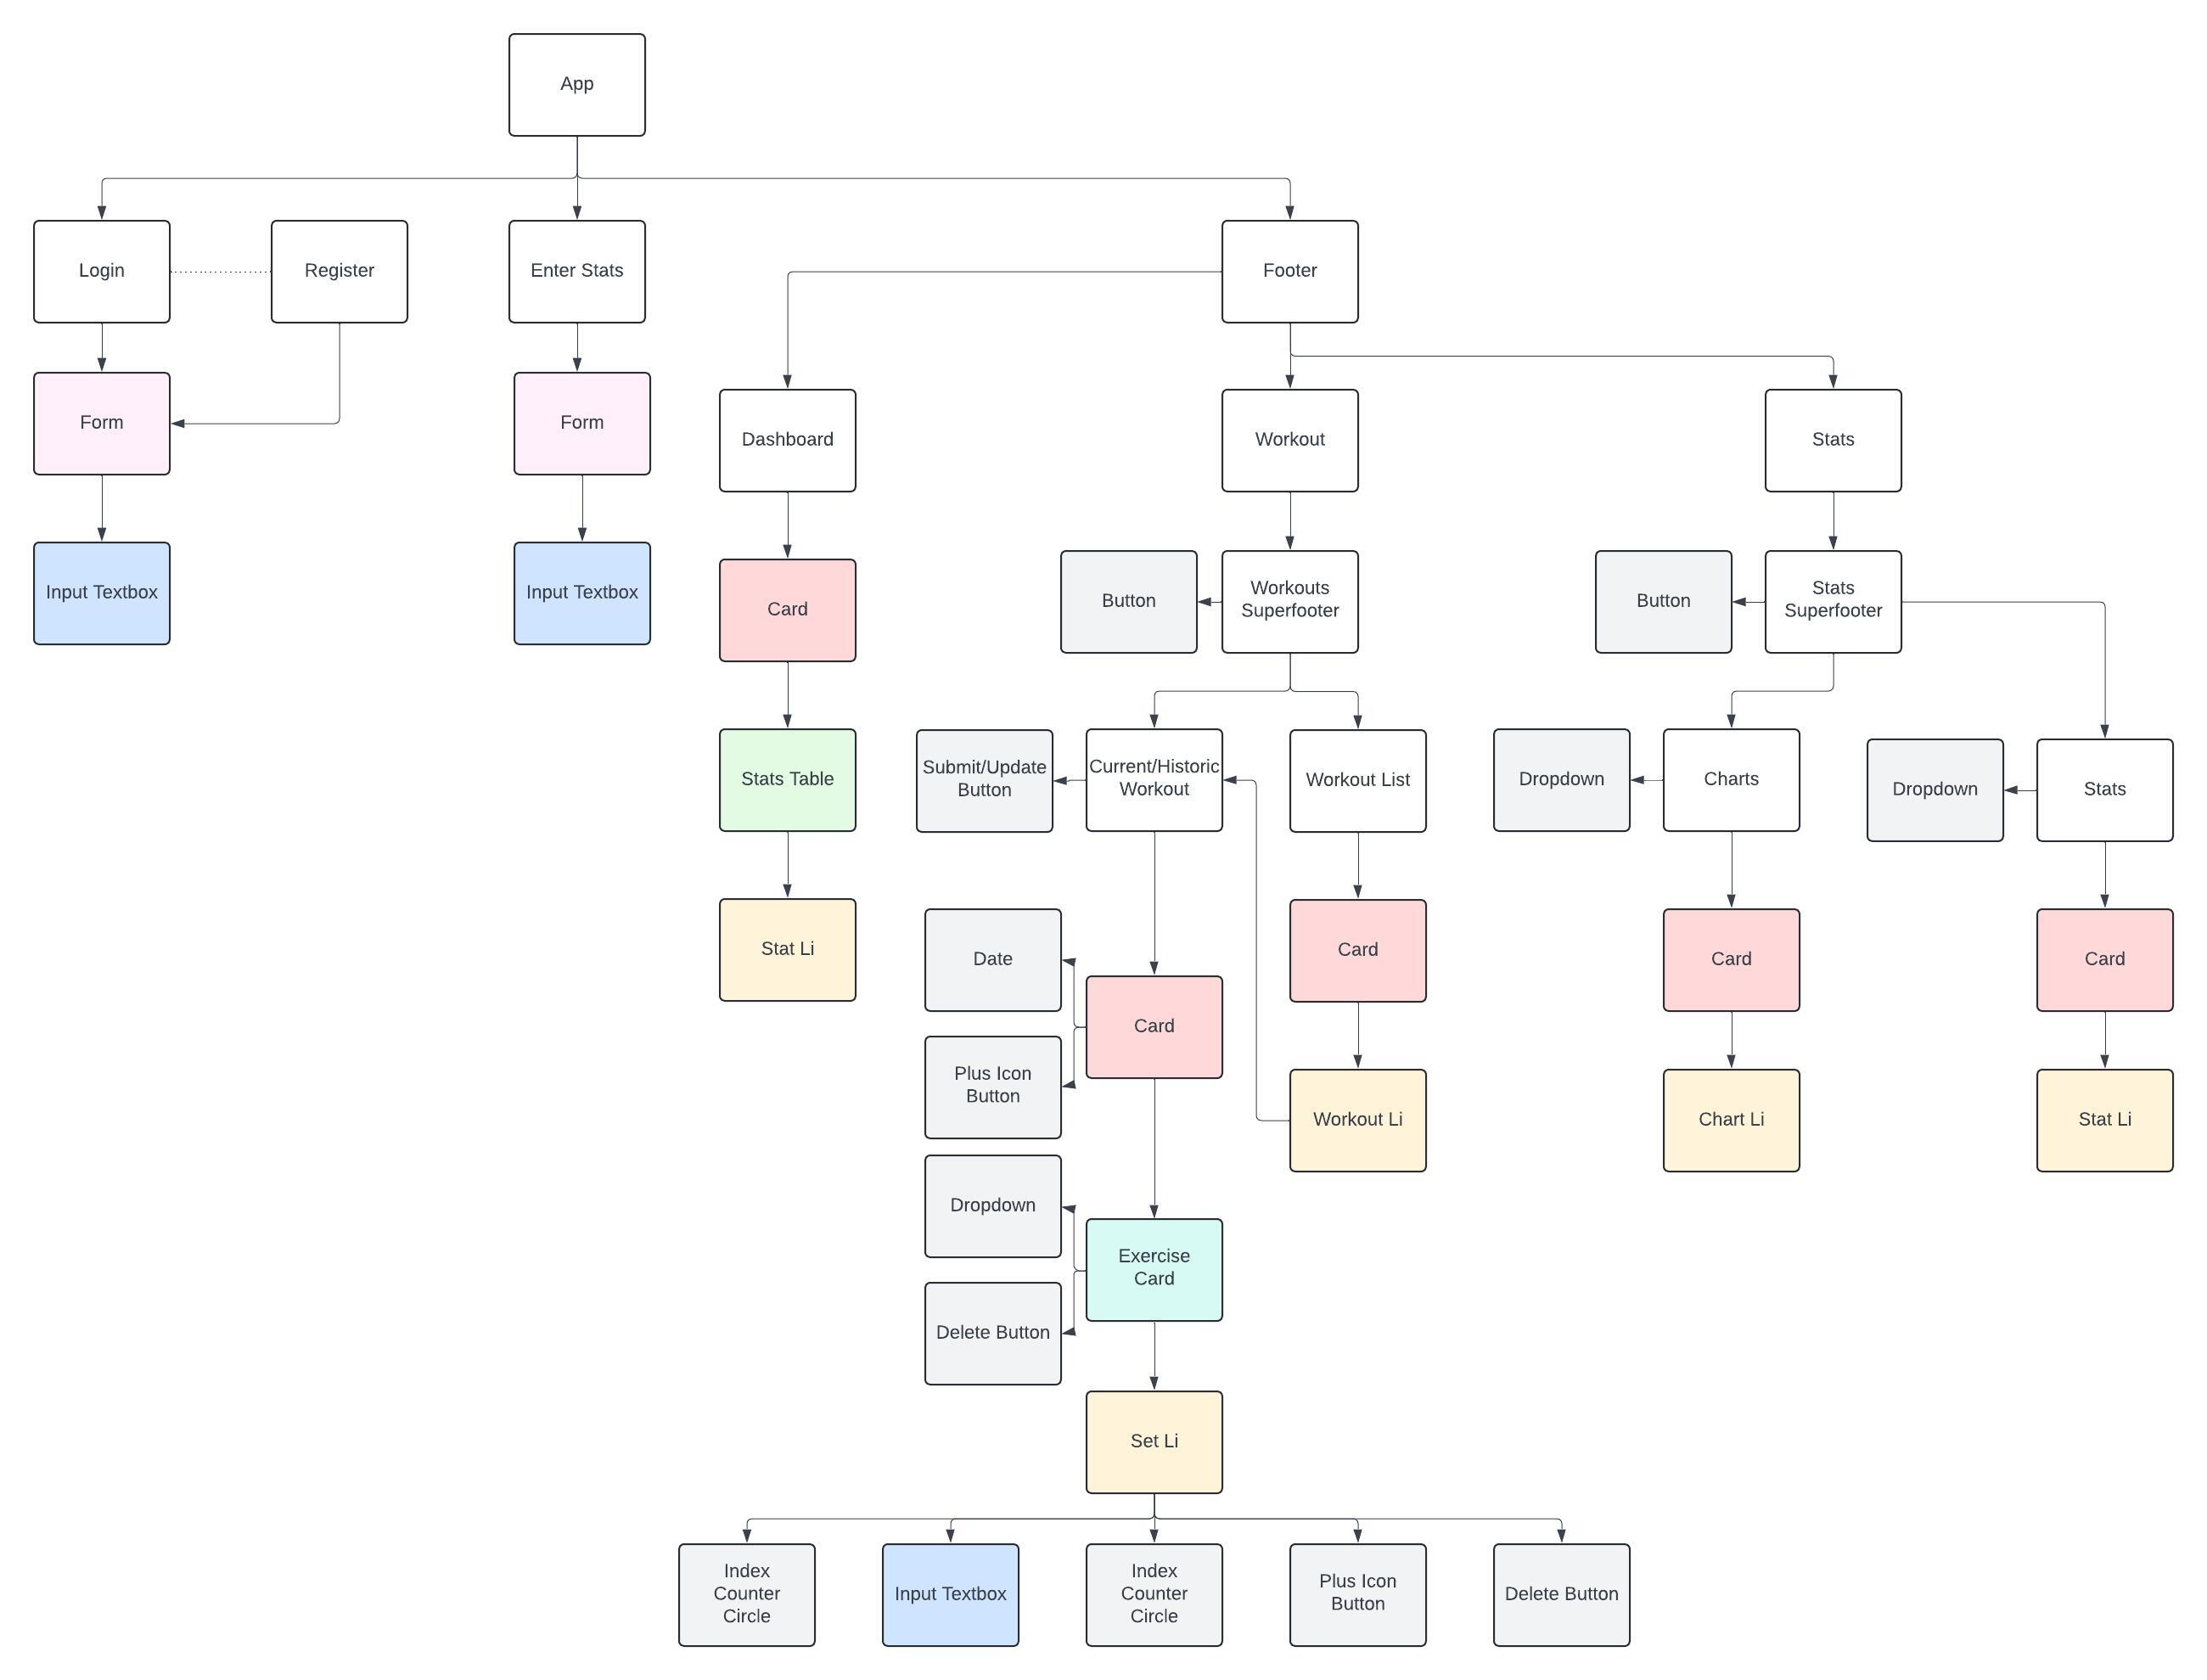 App
Login
Register
Enter Stats
Footer
Form
Form
Dashboard
Workout
Stats
Input Textbox
Input Textbox
Card
Button
Workouts
Superfooter
Button
Stats
Superfooter
Stats Table
Submit/Update
Button
Current/Historic
Workout
Workout List
Dropdown
Charts
Dropdown
Stats
Stat Li
Date
Card
Card
Card
Card
Plus Icon
Button
Workout Li
Chart Li
Stat Li
Dropdown
Exercise
Card
Delete Button
Set Li
Index
Counter
Circle
Input Textbox
Index
Counter
Circle
Plus Icon
Button
Delete Button